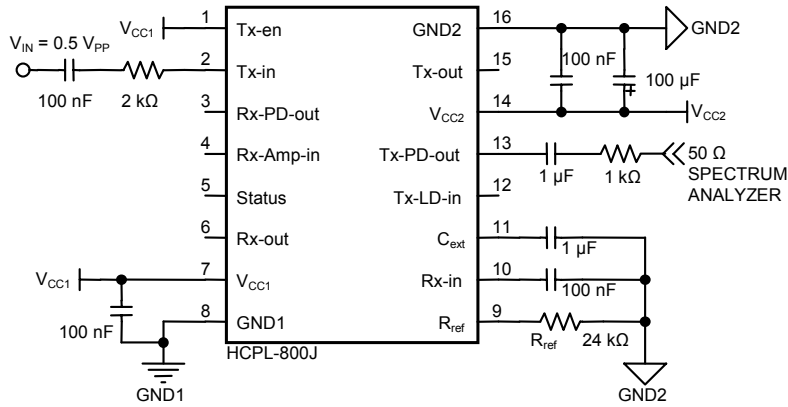 V_CC1
1
Tx-en
GND2
16
GND2
V_IN = 0.5 V_PP
100 nF
2 kΩ
2
Tx-in
Tx-out
15
100 nF
100 µF
+
3
Rx-PD-out
V_CC2
14
V_CC2
4
Rx-Amp-in
Tx-PD-out
13
1 µF
1 kΩ
50 Ω
SPECTRUM
ANALYZER
5
Status
Tx-LD-in
12
6
Rx-out
C_ext
11
1 µF
V_CC1
7
V_CC1
Rx-in
10
100 nF
100 nF
8
GND1
R_ref
9
R_ref
24 kΩ
HCPL-800J
GND1
GND2